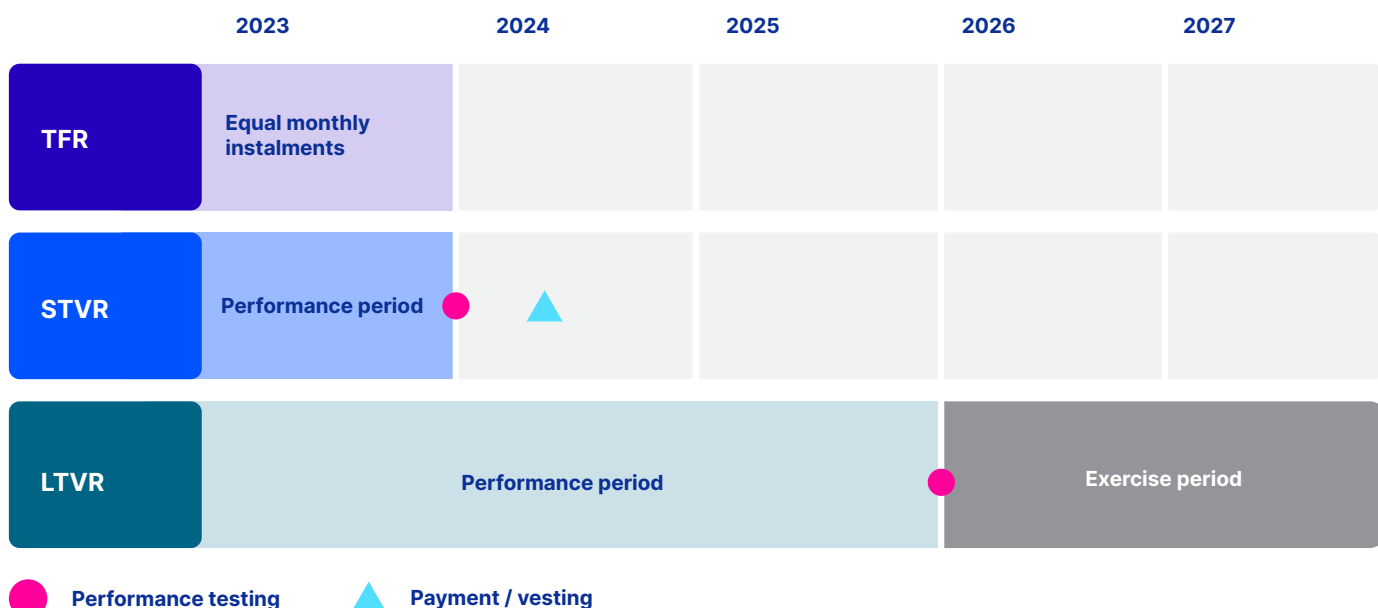 2023 2024 2025 2026 2027
TFR
Equal monthly
instalments
STVR
Performance period
LTVR
Performance period
Exercise period
Performance testing
Payment / vesting